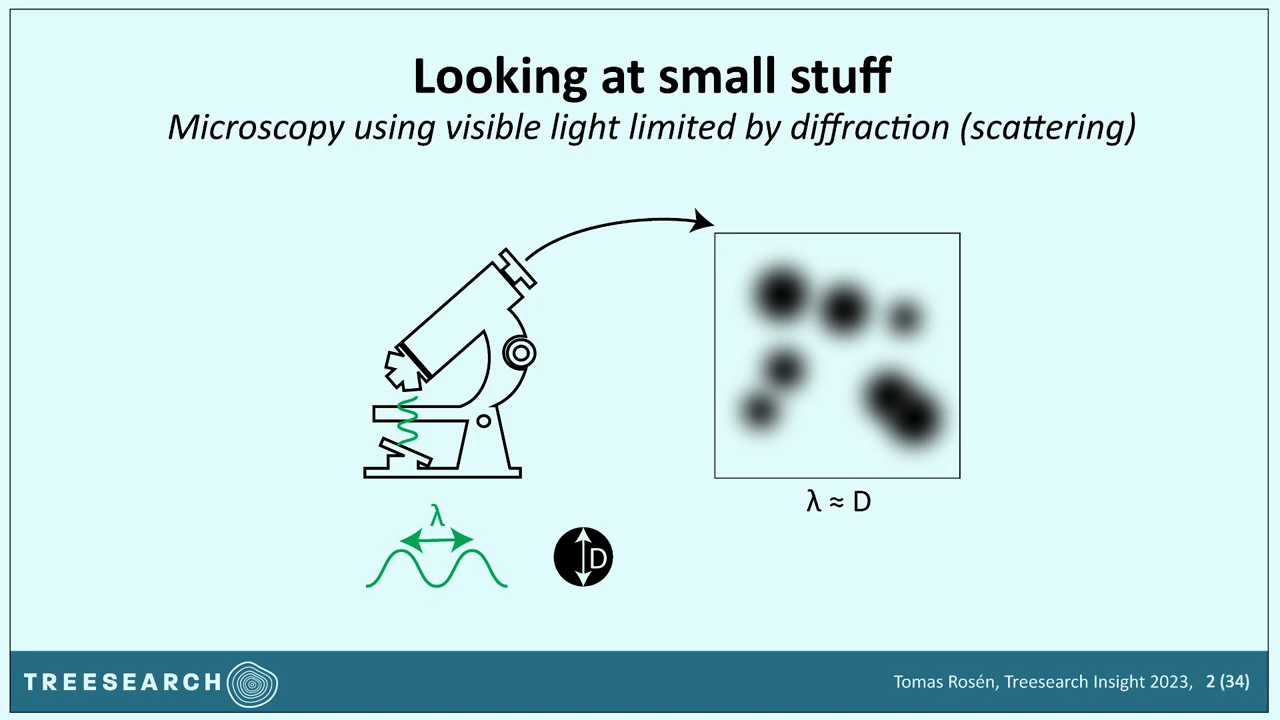 Looking at small stuff
Microscopy using visible light limited by diffraction (scattering)
λ ≈ D
λ
D
TREESEARCH
Tomas Rosén, Treesearch Insight 2023, 2 (34)